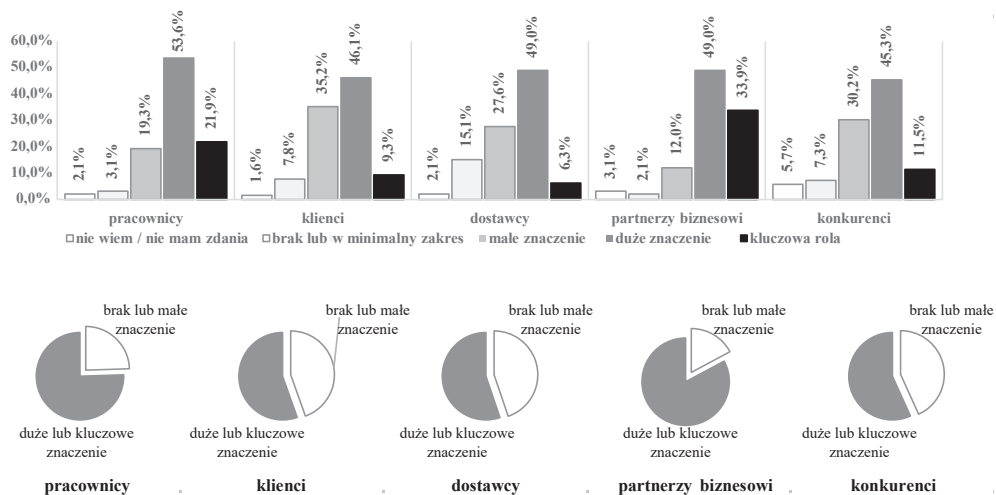 60,0%
50,0%
40,0%
30,0%
20,0%
10,0%
0,0%
2,1%
3,1%
19,3%
53,6%
21,9%
1,6%
7,8%
35,2%
46,1%
9,3%
2,1%
15,1%
27,6%
49,0%
6,3%
3,1%
2,1%
12,0%
49,0%
33,9%
5,7%
7,3%
30,2%
45,3%
11,5%
pracownicy klienci dostawcy partnerzy biznesowi konkurenci
nie wiem / nie mam zdania brak lub w minimalny zakres małe znaczenie duże znaczenie kluczowa rola
brak lub małe
znaczenie
duże lub kluczowe
znaczenie
pracownicy
brak lub małe
znaczenie
duże lub kluczowe
znaczenie
klienci
brak lub małe
znaczenie
duże lub kluczowe
znaczenie
dostawcy
brak lub małe
znaczenie
duże lub kluczowe
znaczenie
partnerzy biznesowi
brak lub małe
znaczenie
duże lub kluczowe
znaczenie
konkurenci